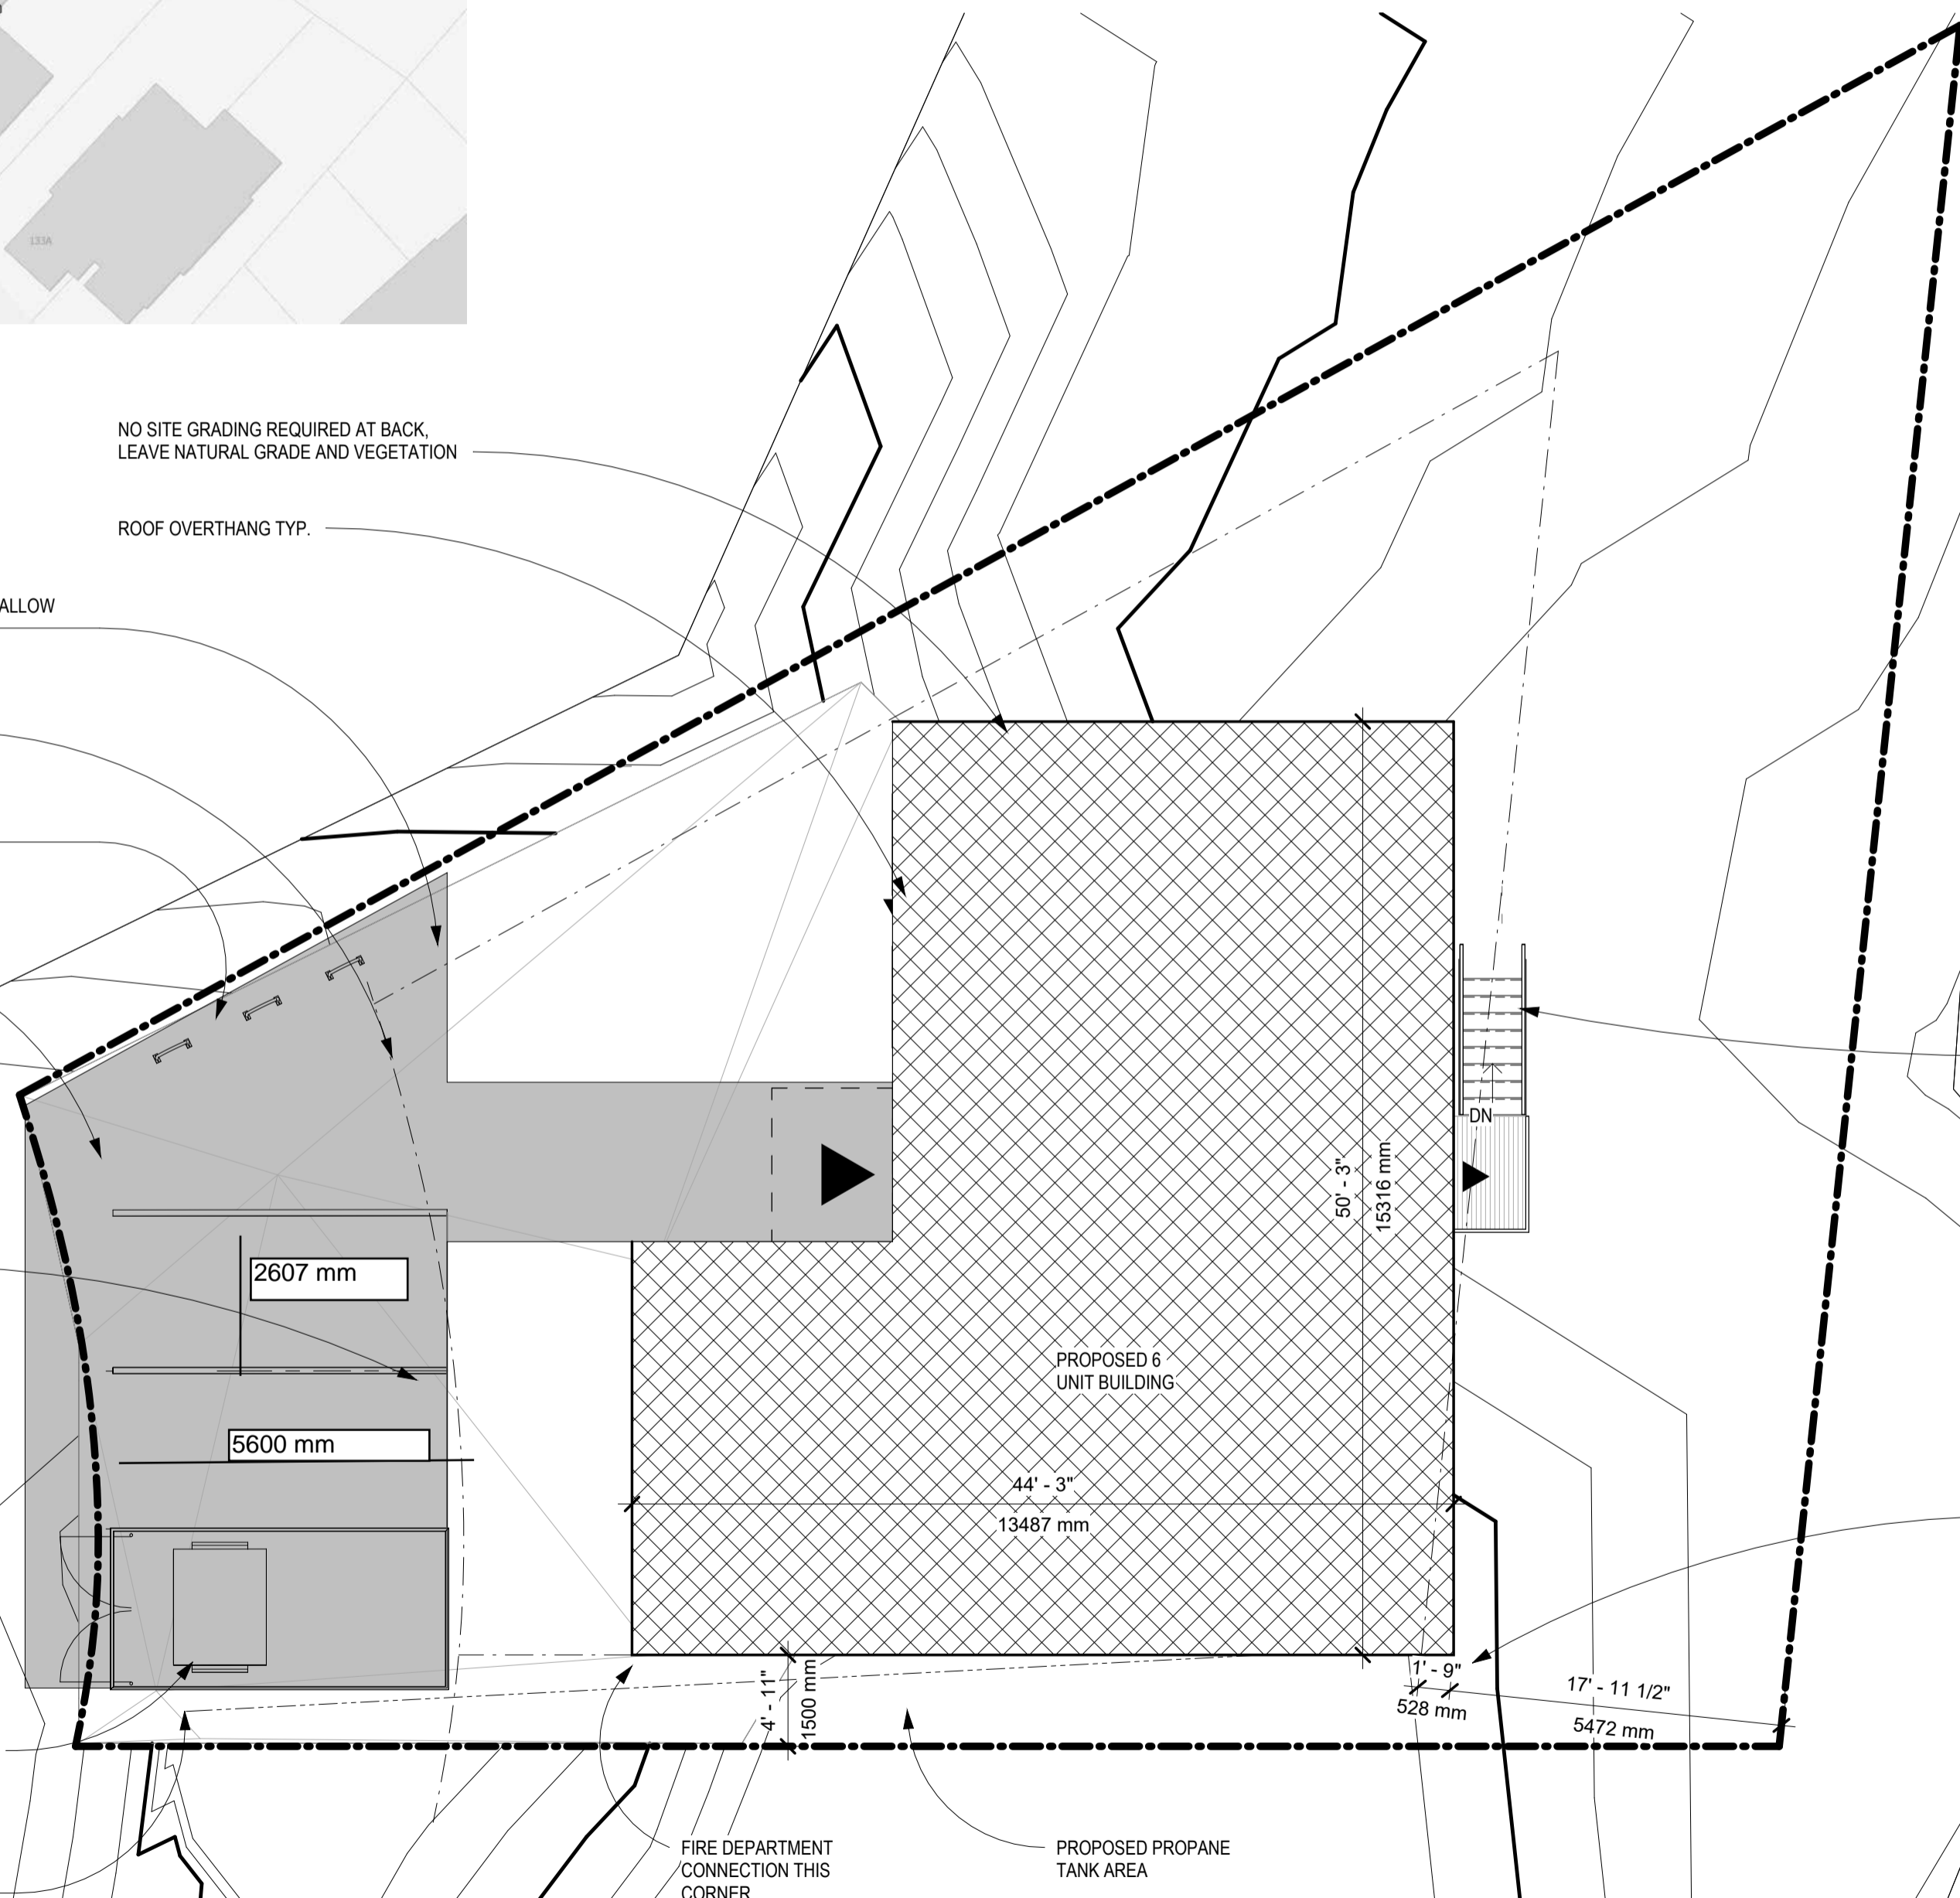 133A
NO SITE GRADING REQUIRED AT BACK,
LEAVE NATURAL GRADE AND VEGETATION
ROOF OVERTHANG TYP.
ALLOW
DN
50' - 3"
15316 mm
2607 mm
PROPOSED 6
UNIT BUILDING
5600 mm
44' - 3"
13487 mm
4' - 11"
1500 mm
1' - 9"
528 mm
17' - 11 1/2"
5472 mm
FIRE DEPARTMENT
CONNECTION THIS
CORNER
PROPOSED PROPANE
TANK AREA